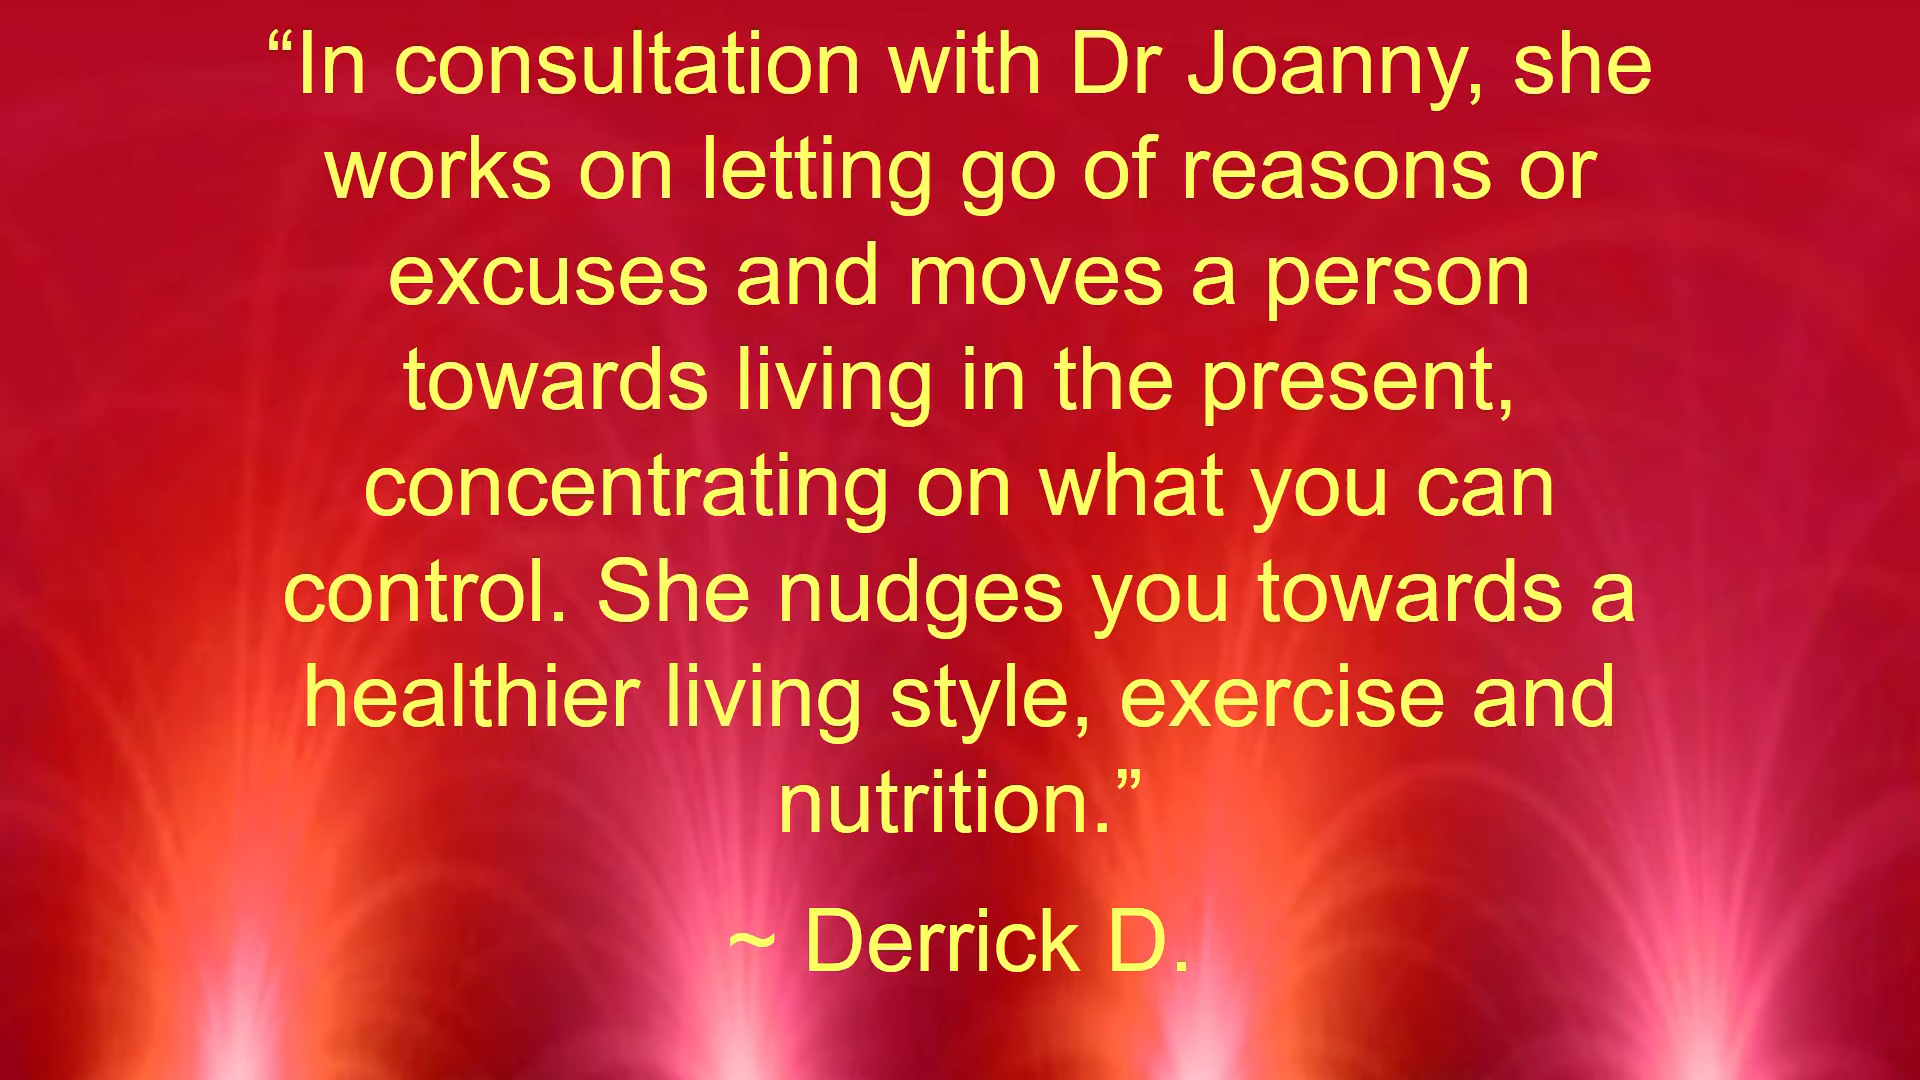 “In consultation with Dr Joanny, she
works on letting go of reasons or
excuses and moves a person
towards living in the present,
concentrating on what you can
control. She nudges you towards a
healthier living style, exercise and
nutrition.”
~ Derrick D.